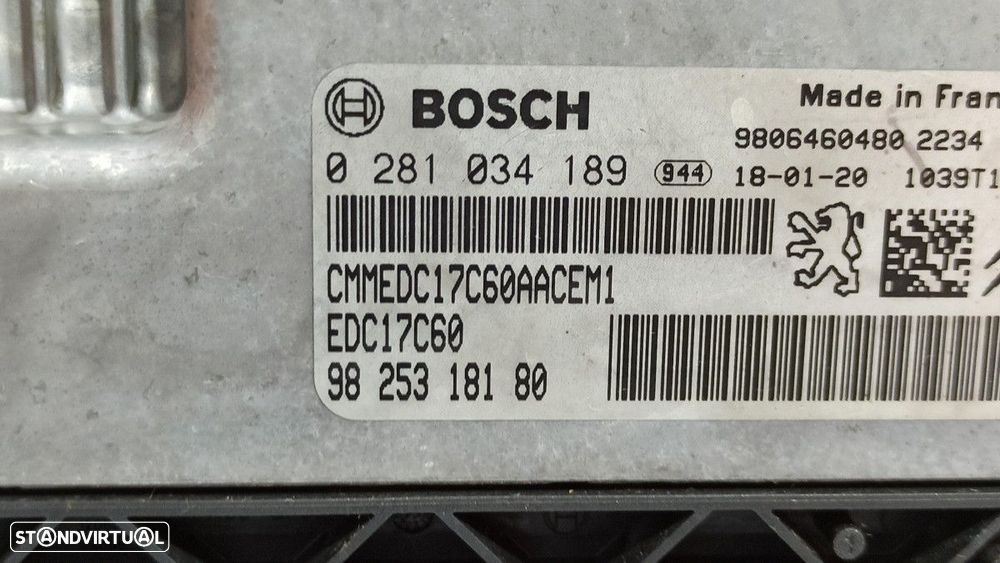 BOSCH
Made in Fran
9806460480 2234
0 281 034 189 944 18-01-20 1039T1
CMMEDC17C60AACEM1
EDC17C60
98 253 181 80
STANDVIRTUAL